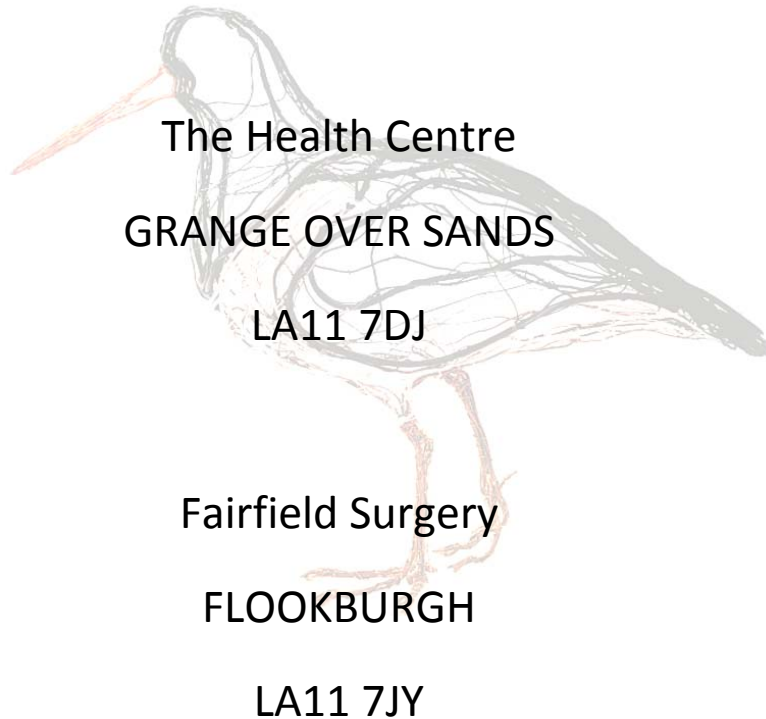 The Health Centre
GRANGE OVER SANDS
LA11 7DJ
Fairfield Surgery
FLOOKBURGH
LA11 7JY